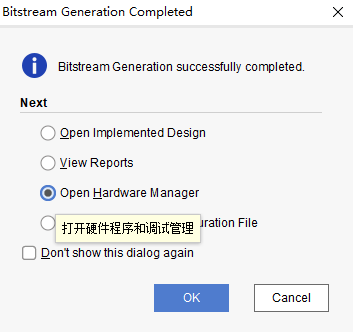 Bitstream Generation Completed
Bitstream Generation successfully completed.
Next
Open Implemented Design
View Reports
Open Hardware Manager
打开硬件程序和调试管理 uration File
Don't show this dialog again
OK
Cancel